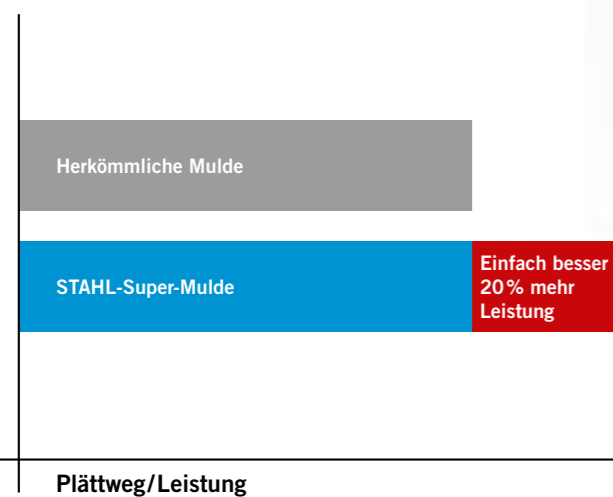 Herkömmliche Mulde
STAHL-Super-Mulde
Einfach besser
20% mehr
Leistung
Plättweg/Leistung